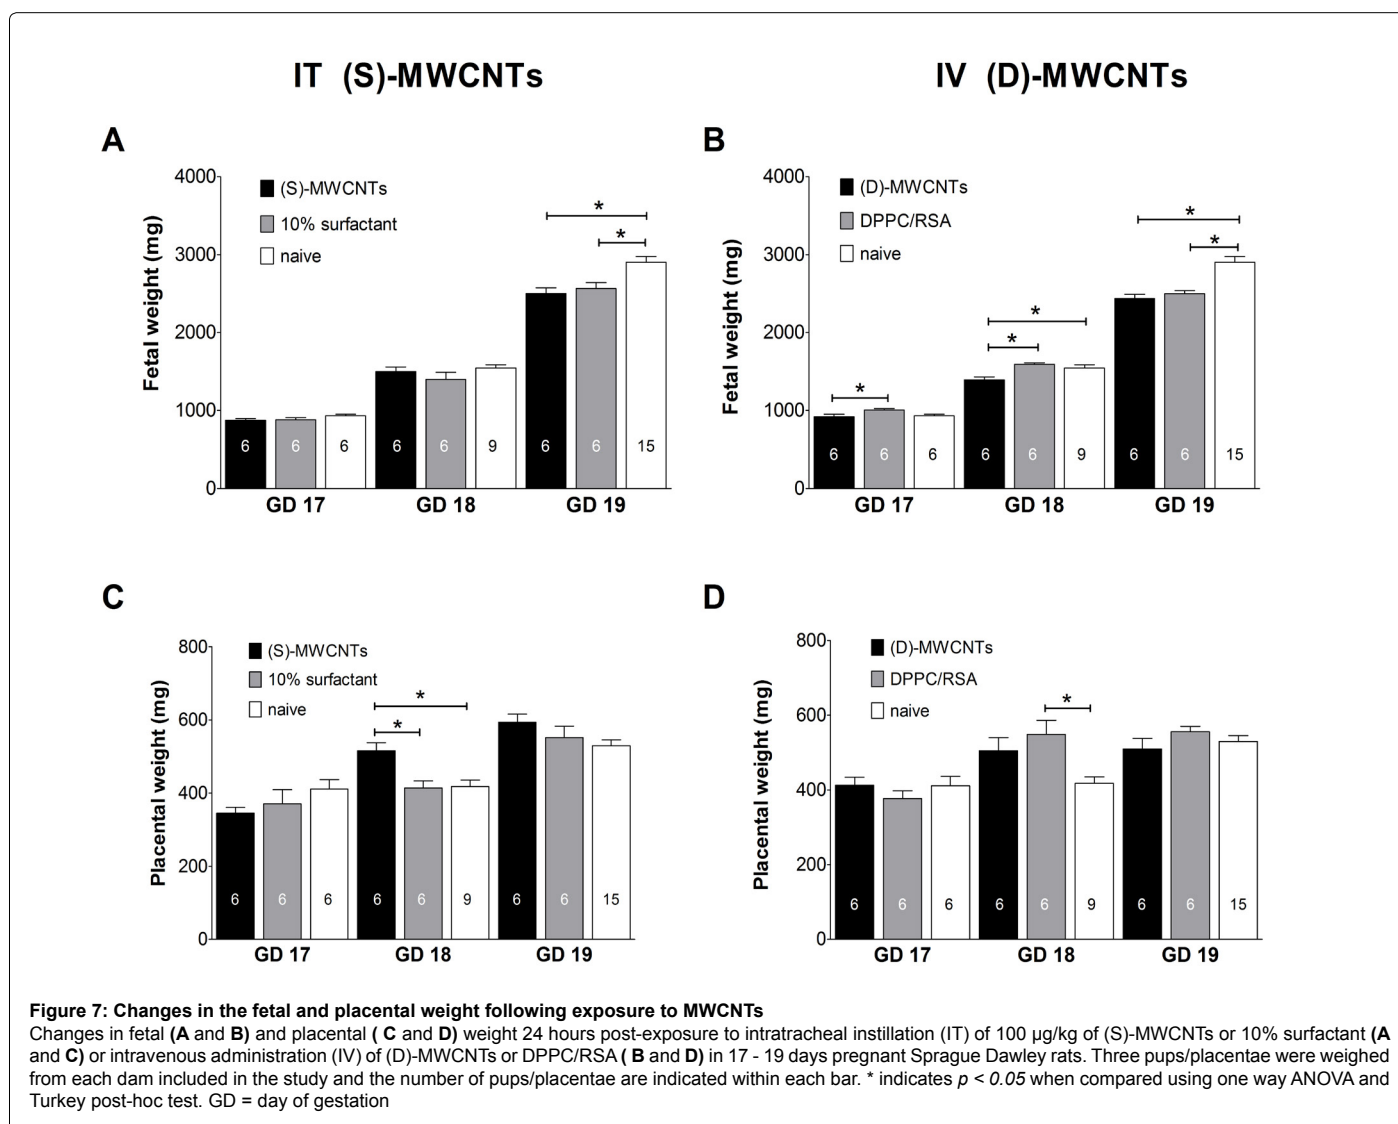 IT (S)-MWCNTs
IV (D)-MWCNTs
A
4000
3000
2000
1000
0
Fetal weight (mg)
(S)-MWCNTs
10% surfactant
naive
*
*
6
6
6
6
6
9
6
6
15
GD 17
GD 18
GD 19
B
4000
3000
2000
1000
0
Fetal weight (mg)
(D)-MWCNTs
DPPC/RSA
naive
*
*
*
*
*
6
6
6
6
6
9
6
6
15
GD 17
GD 18
GD 19
C
800
600
400
200
0
Placental weight (mg)
(S)-MWCNTs
10% surfactant
naive
*
*
6
6
6
6
6
9
6
6
15
GD 17
GD 18
GD 19
D
800
600
400
200
0
Placental weight (mg)
(D)-MWCNTs
DPPC/RSA
naive
*
6
6
6
6
6
9
6
6
15
GD 17
GD 18
GD 19
Figure 7: Changes in the fetal and placental weight following exposure to MWCNTs
Changes in fetal (A and B) and placental ( C and D) weight 24 hours post-exposure to intratracheal instillation (IT) of 100 µg/kg of (S)-MWCNTs or 10% surfactant (A
and C) or intravenous administration (IV) of (D)-MWCNTs or DPPC/RSA ( B and D) in 17 - 19 days pregnant Sprague Dawley rats. Three pups/placentae were weighed
from each dam included in the study and the number of pups/placentae are indicated within each bar. * indicates p < 0.05 when compared using one way ANOVA and
Turkey post-hoc test. GD = day of gestation